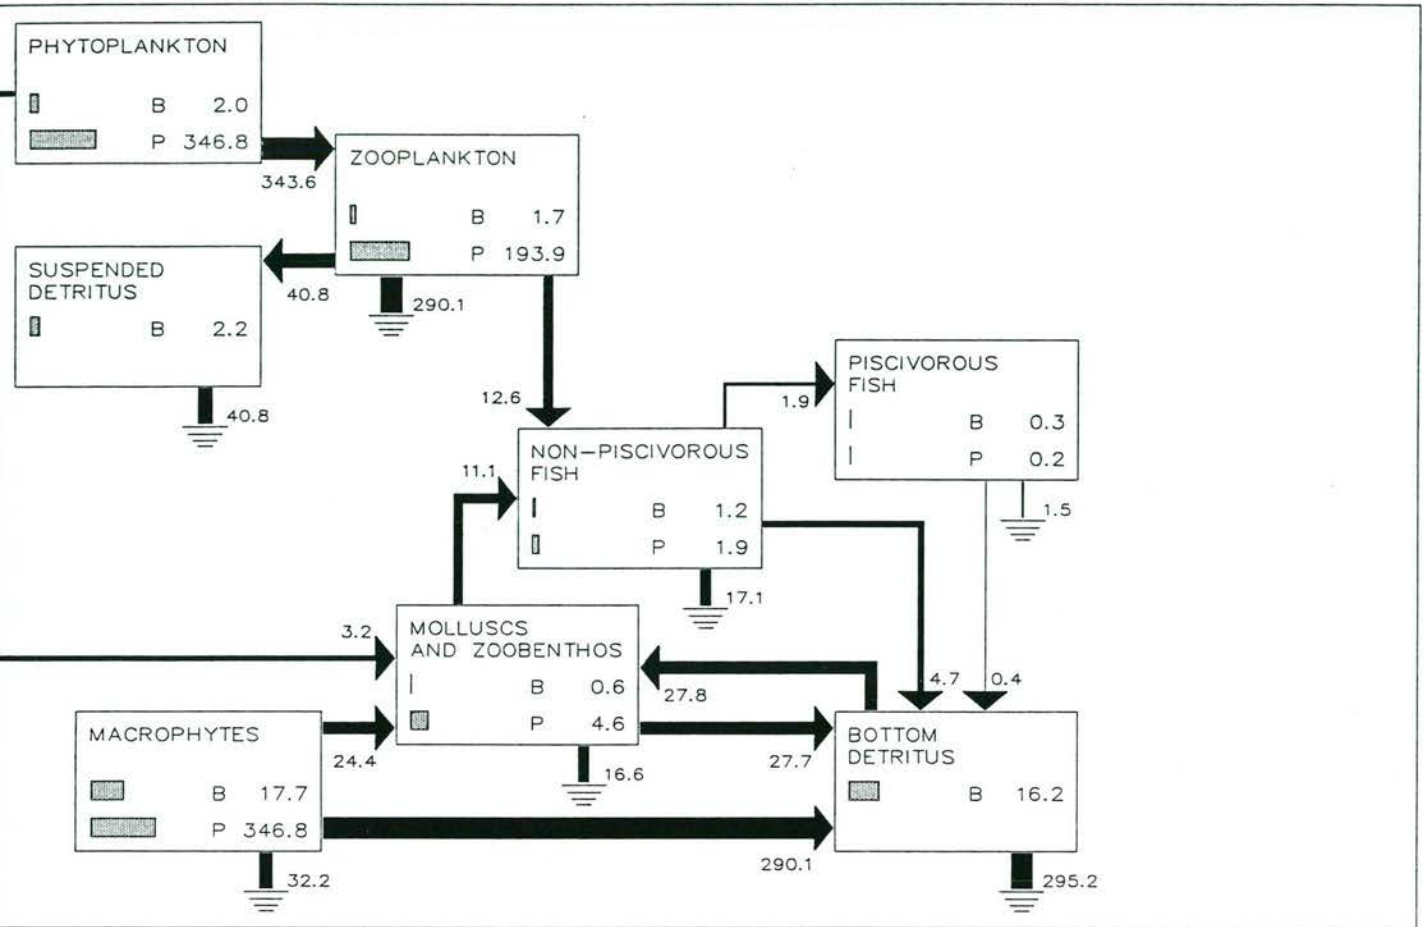 PHYTOPLANKTON
B 2.0
P 346.8
343.6
ZOOPLANKTON
B 1.7
P 193.9
40.8
290.1
SUSPENDED
DETRITUS
B 2.2
40.8
12.6
PISCIVOROUS
FISH
B 0.3
P 0.2
1.9
1.5
NON-PISCIVOROUS
FISH
B 1.2
P 1.9
11.1
17.1
3.2
MOLLUSCS
AND ZOOBENTHOS
B 0.6
P 4.6
27.8
4.7
0.4
MACROPHYTES
B 17.7
P 346.8
24.4
16.6
27.7
BOTTOM
DETRITUS
B 16.2
290.1
32.2
295.2